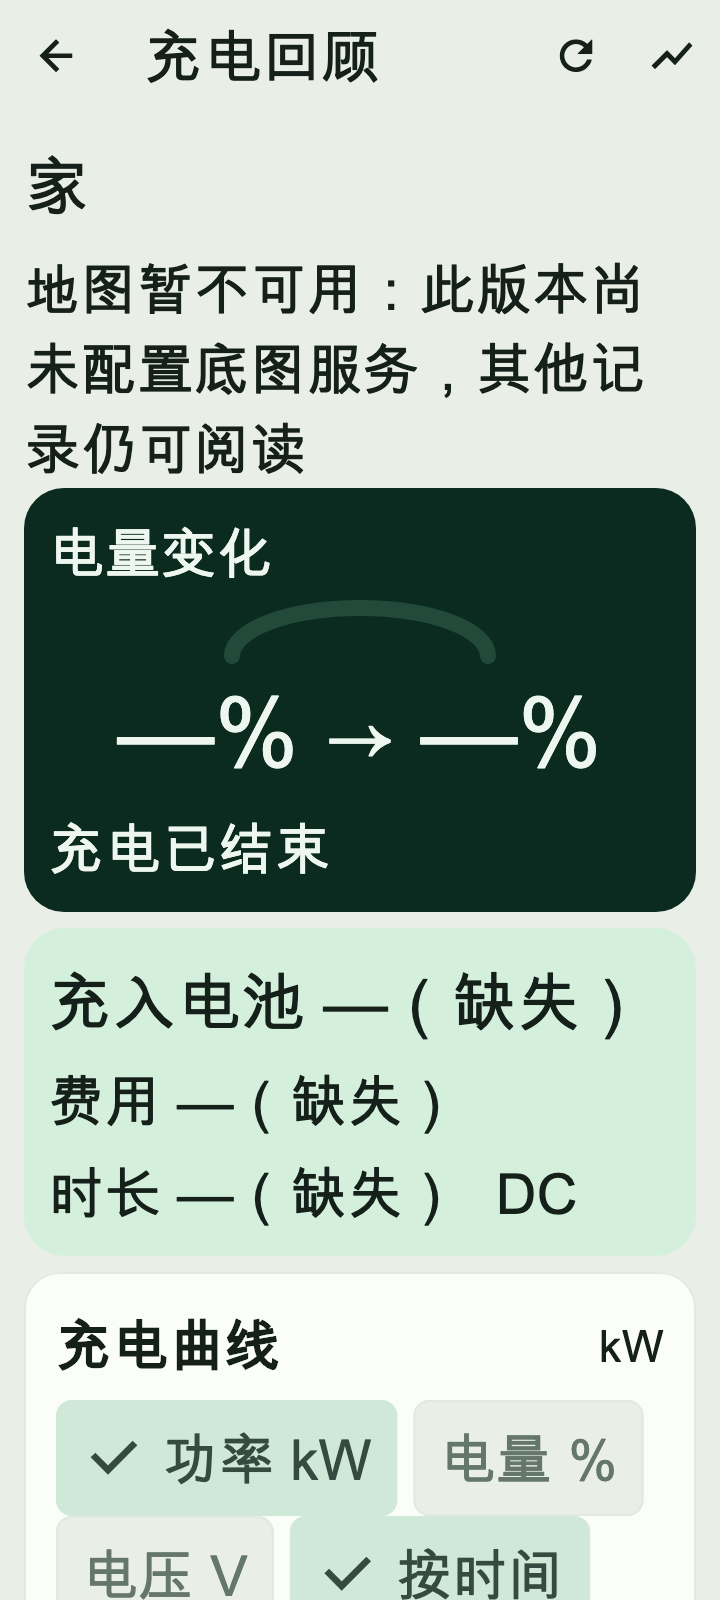 充电回顾
家
地图暂不可用：此版本尚
未配置底图服务，其他记
录仍可阅读
电量变化
—% → —%
充电已结束
充入电池 —（缺失）
费用 —（缺失）
时长 —（缺失） DC
充电曲线 kW
功率 kW 电量 %
电压 V 按时间